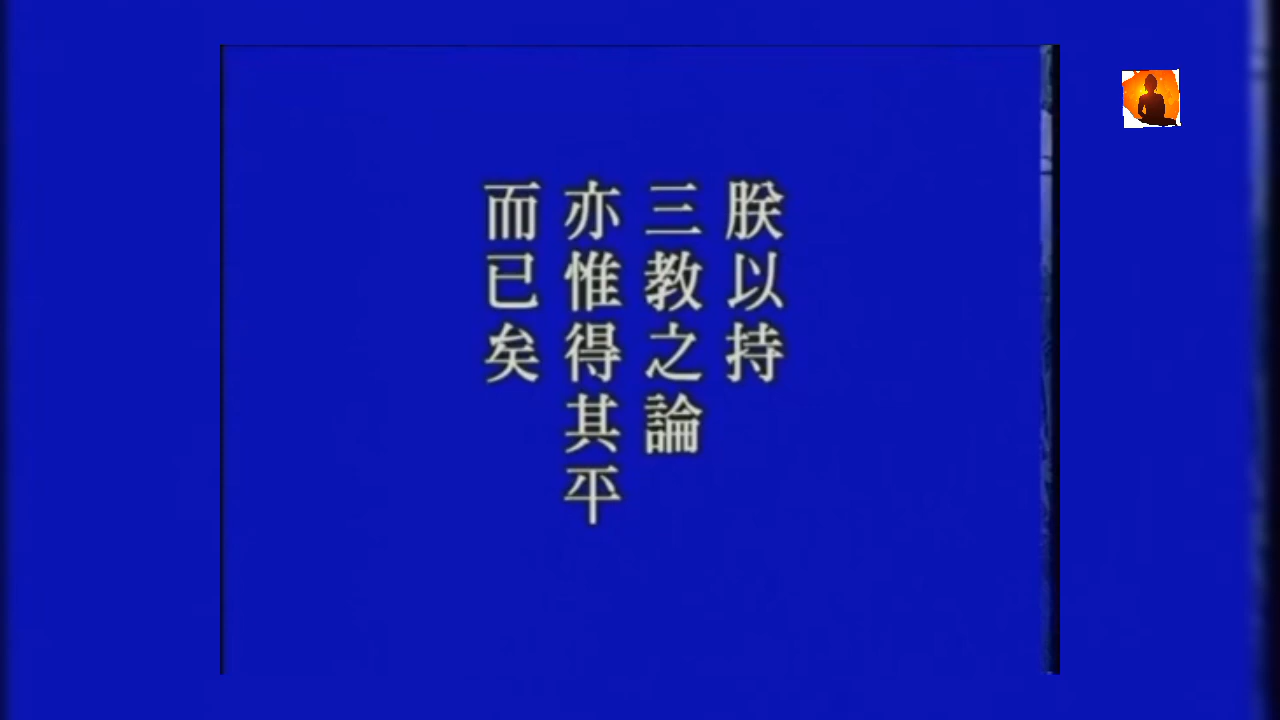 朕以持
三教之論
亦惟得其平
而已矣